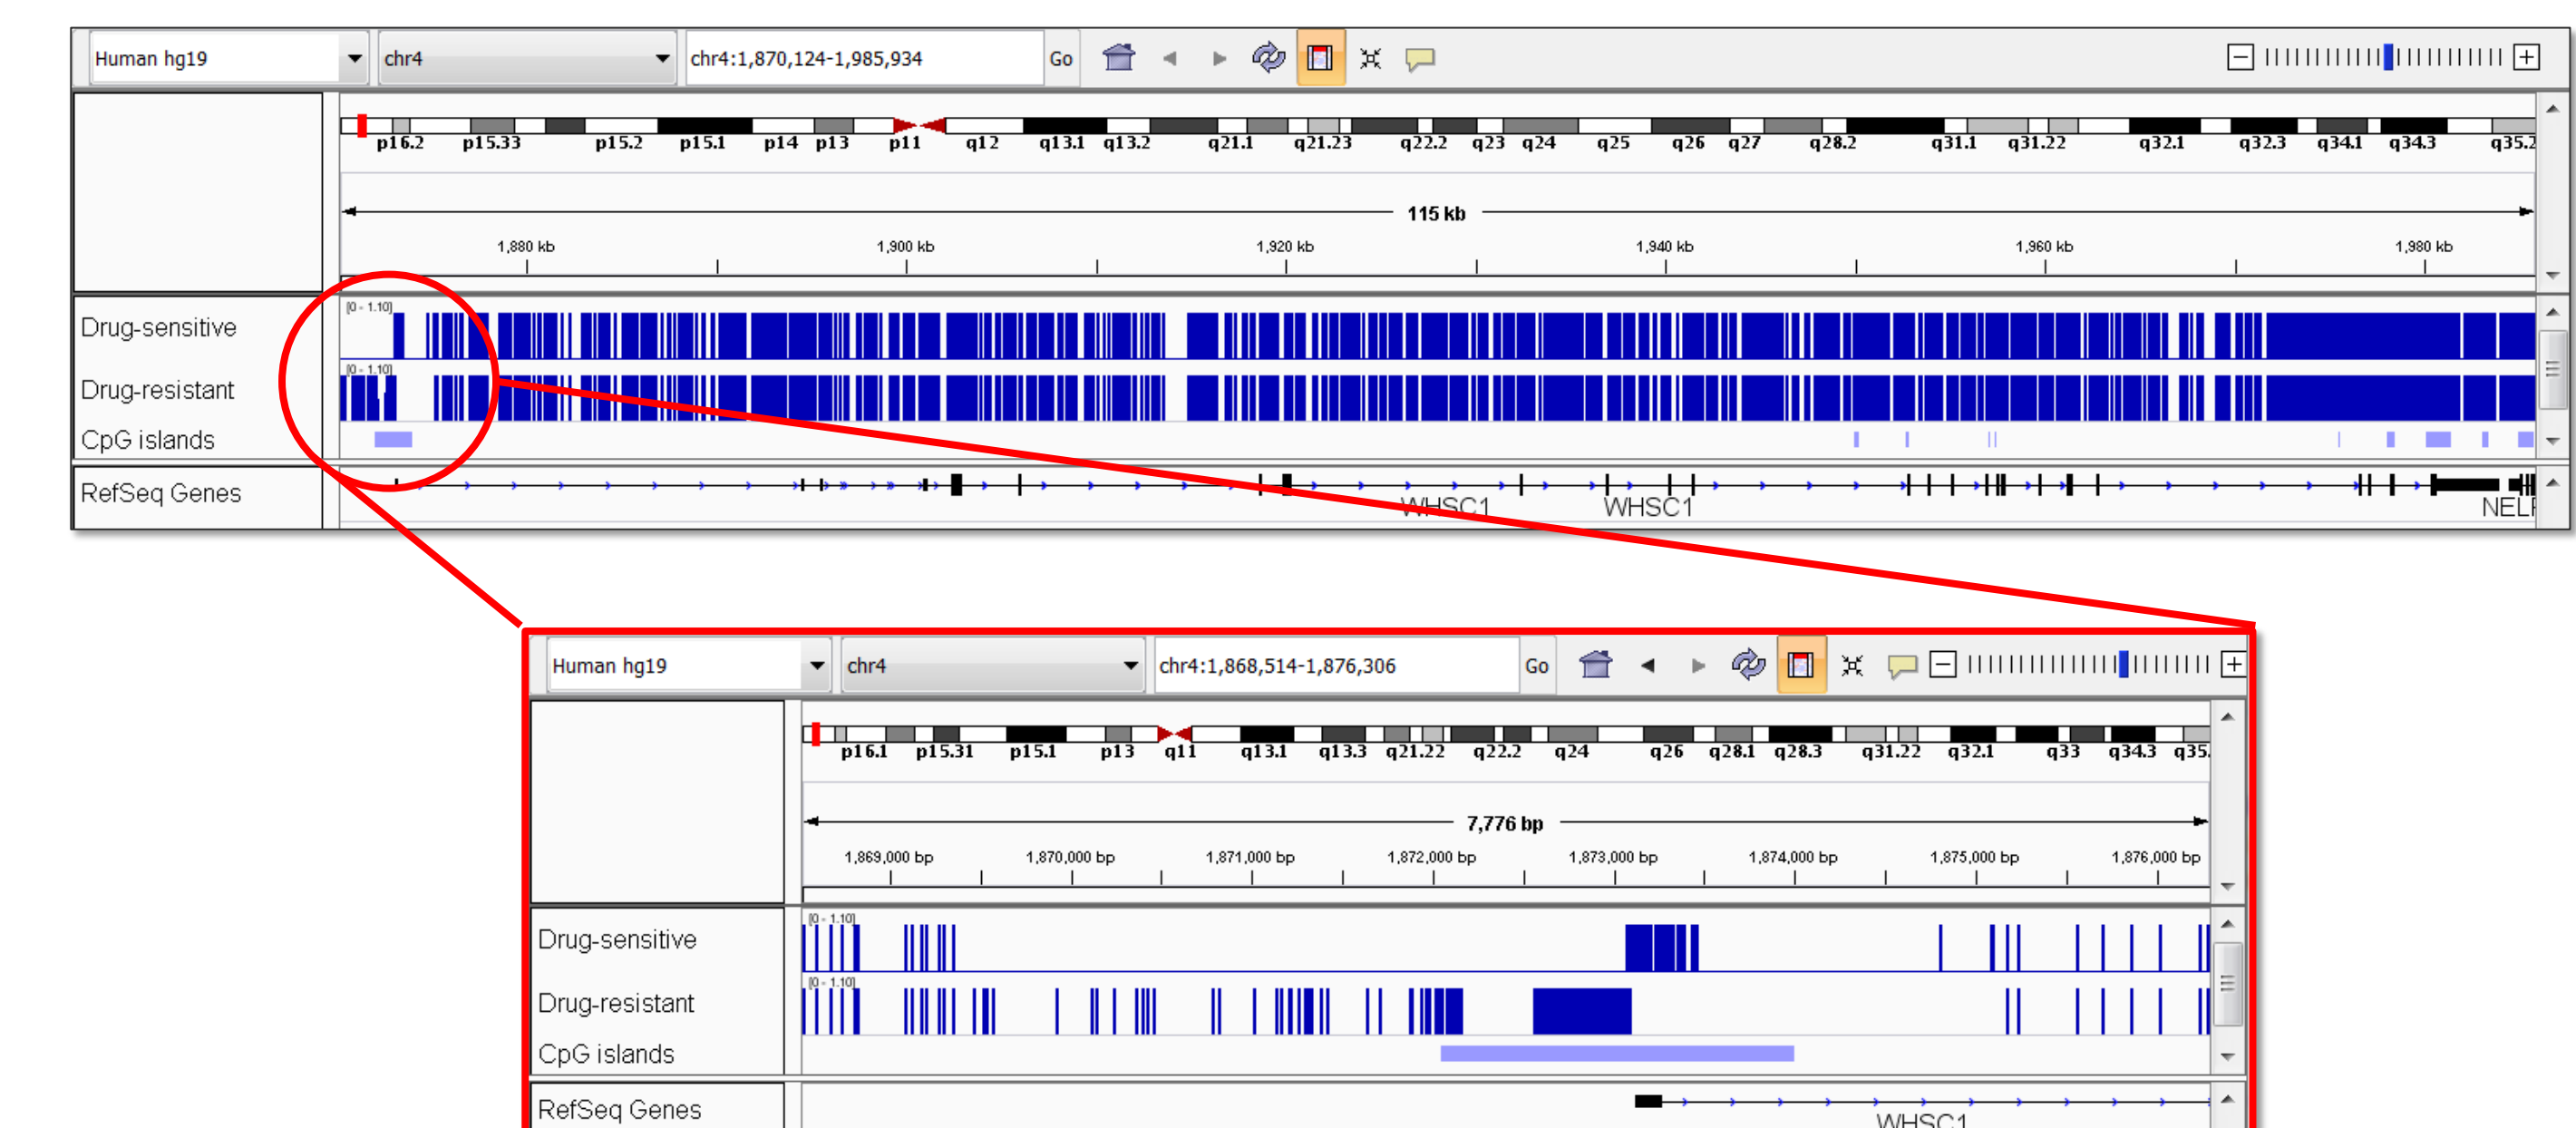 Human hg19 chr4 chr4:1,870,124-1,985,934 Go
p16.2 p15.33 p15.2 p15.1 p14 p13 p11 q12 q13.1 q13.2 q21.1 q21.23 q22.2 q23 q24 q25 q26 q27 q28.2 q31.1 q31.22 q32.1 q32.3 q34.1 q34.3 q35.2
115 kb
1,880 kb 1,900 kb 1,920 kb 1,940 kb 1,960 kb 1,980 kb
[0 - 1.10]
Drug-sensitive
[0 - 1.10]
Drug-resistant
CpG islands
RefSeq Genes
WHSC1 WHSC1 NELF
Human hg19 chr4 chr4:1,868,514-1,876,306 Go
p16.1 p15.31 p15.1 p13 q11 q13.1 q13.3 q21.22 q22.2 q24 q26 q28.1 q28.3 q31.22 q32.1 q33 q34.3 q35.
7,776 bp
1,869,000 bp 1,870,000 bp 1,871,000 bp 1,872,000 bp 1,873,000 bp 1,874,000 bp 1,875,000 bp 1,876,000 bp
[0 - 1.10]
Drug-sensitive
[0 - 1.10]
Drug-resistant
CpG islands
RefSeq Genes
WHSC1